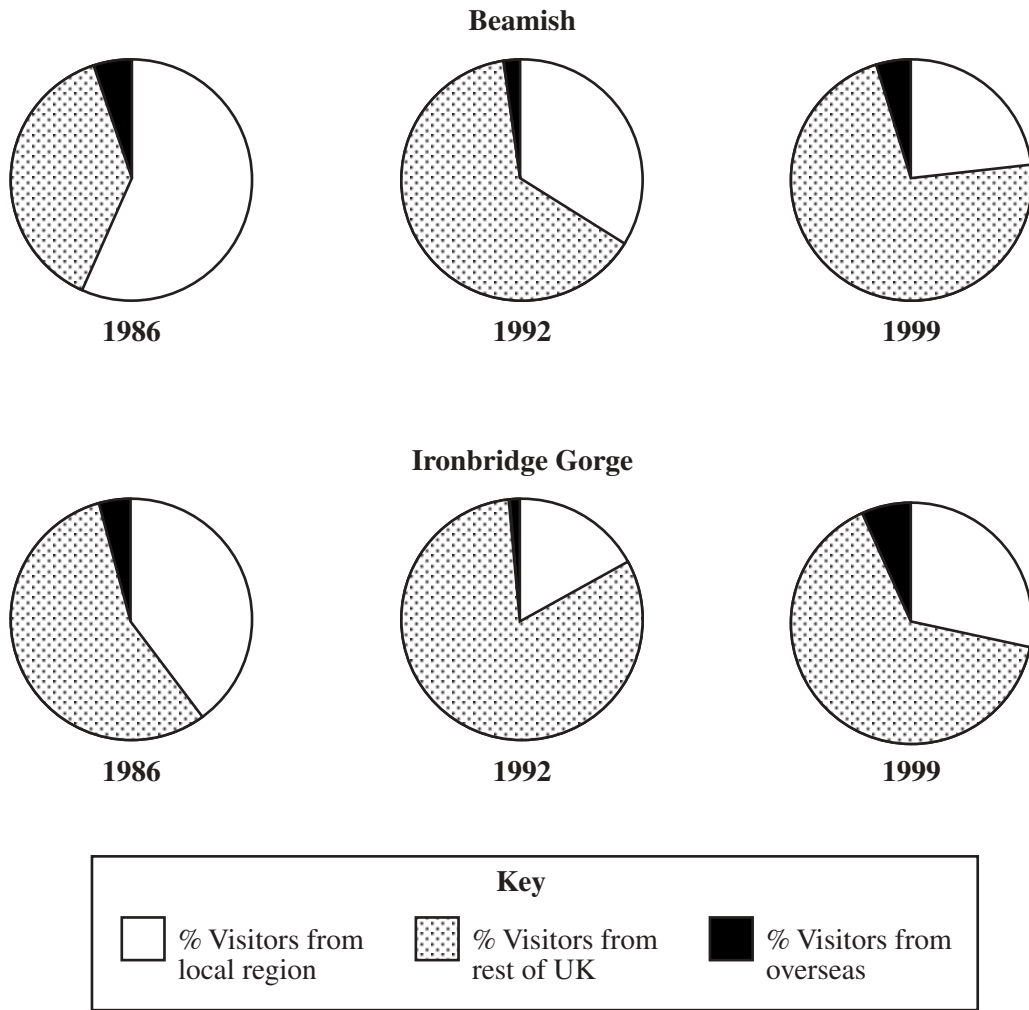 Beamish
1986 1992 1999
Ironbridge Gorge
1986 1992 1999
Key
% Visitors from
local region
% Visitors from
rest of UK
% Visitors from
overseas